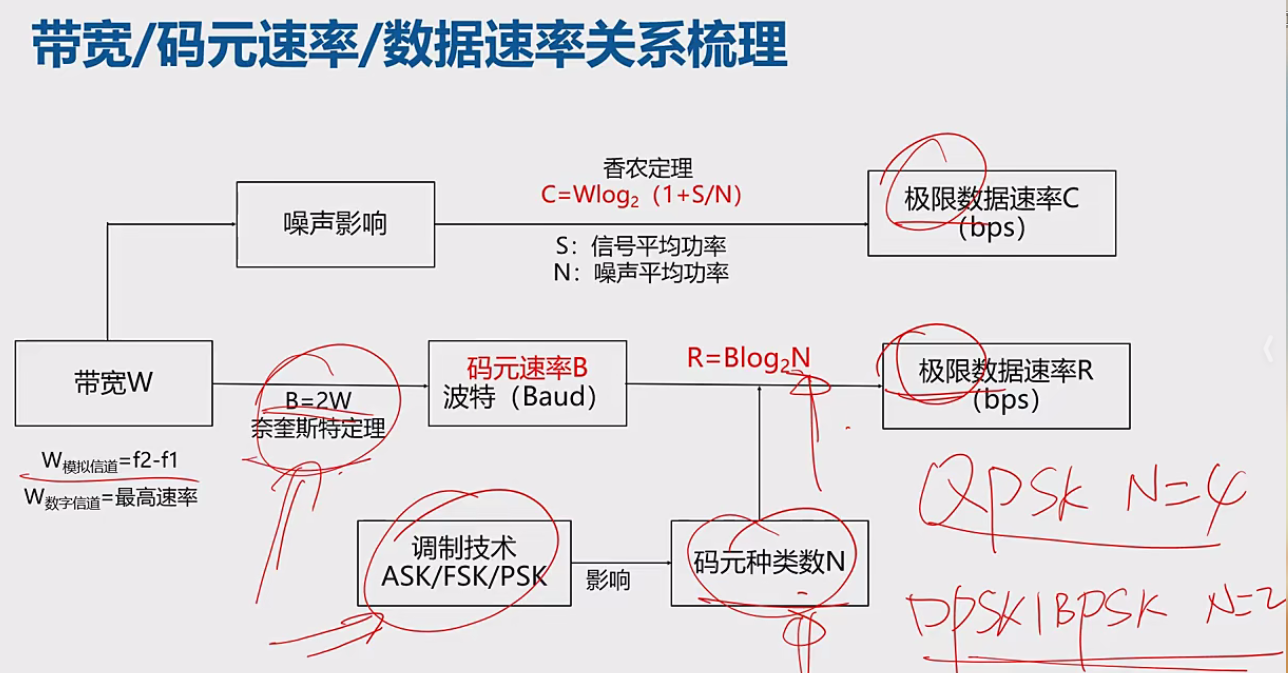 带宽/码元速率/数据速率关系梳理
香农定理
C=Wlog₂（1+S/N）
噪声影响
极限数据速率C
（bps）
S：信号平均功率
N：噪声平均功率
带宽W
B=2W
奈奎斯特定理
码元速率B
波特（Baud）
R=Blog₂N
极限数据速率R
（bps）
W模拟信道=f2-f1
W数字信道=最高速率
调制技术
ASK/FSK/PSK
影响
码元种类数N
QPSK N=4
DPSK|BPSK N=2